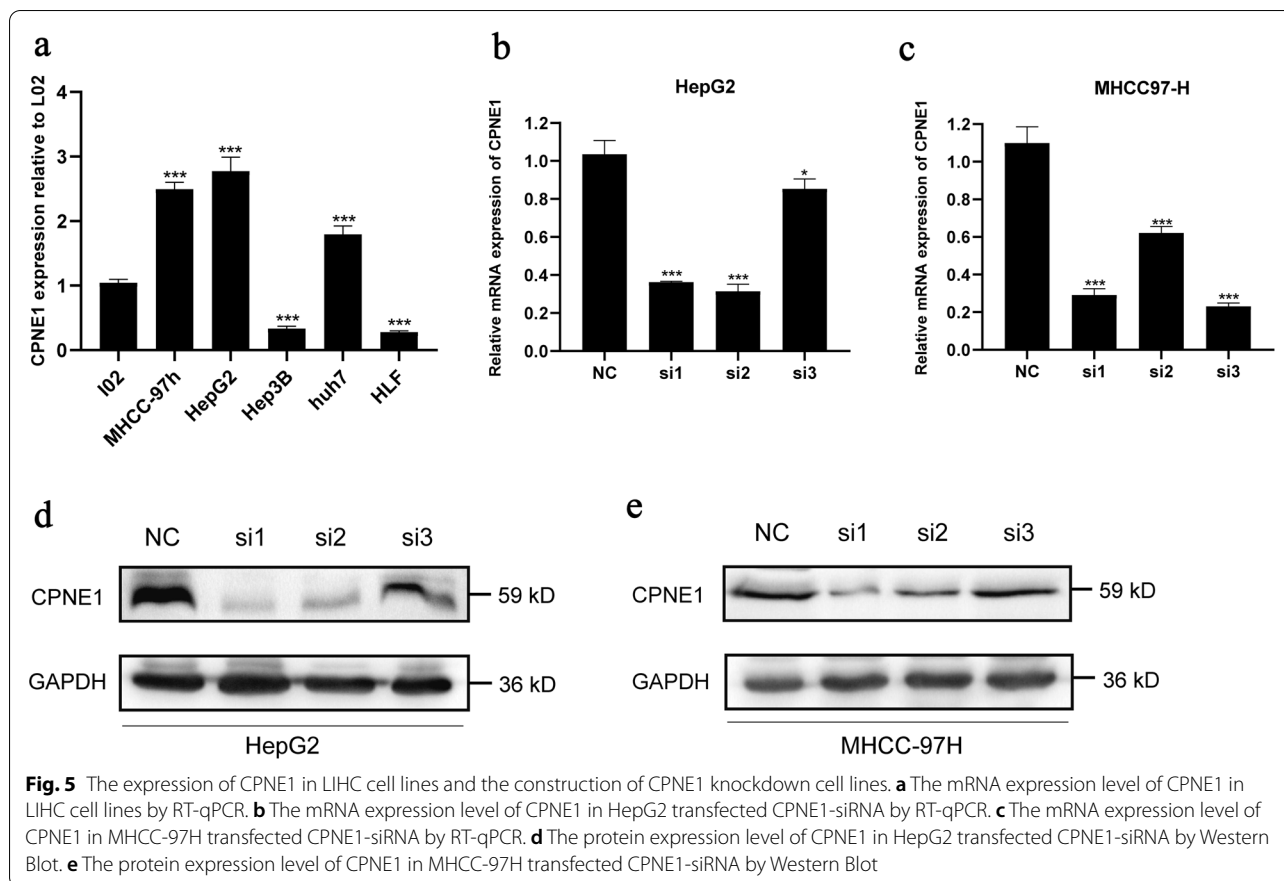 a
CPNE1 expression relative to L02
4
3
2
1
0
***
***
***
***
***
l02
MHCC-97h
HepG2
Hep3B
huh7
HLF
b
HepG2
Relative mRNA expression of CPNE1
1.2
1.0
0.8
0.6
0.4
0.2
0.0
***
***
*
NC si1 si2 si3
c
MHCC97-H
Relative mRNA expression of CPNE1
1.2
1.0
0.8
0.6
0.4
0.2
0.0
***
***
***
NC si1 si2 si3
d
NC si1 si2 si3
CPNE1 59 kD
GAPDH 36 kD
HepG2
e
NC si1 si2 si3
CPNE1 59 kD
GAPDH 36 kD
MHCC-97H
Fig. 5 The expression of CPNE1 in LIHC cell lines and the construction of CPNE1 knockdown cell lines. a The mRNA expression level of CPNE1 in
LIHC cell lines by RT-qPCR. b The mRNA expression level of CPNE1 in HepG2 transfected CPNE1-siRNA by RT-qPCR. c The mRNA expression level of
CPNE1 in MHCC-97H transfected CPNE1-siRNA by RT-qPCR. d The protein expression level of CPNE1 in HepG2 transfected CPNE1-siRNA by Western
Blot. e The protein expression level of CPNE1 in MHCC-97H transfected CPNE1-siRNA by Western Blot